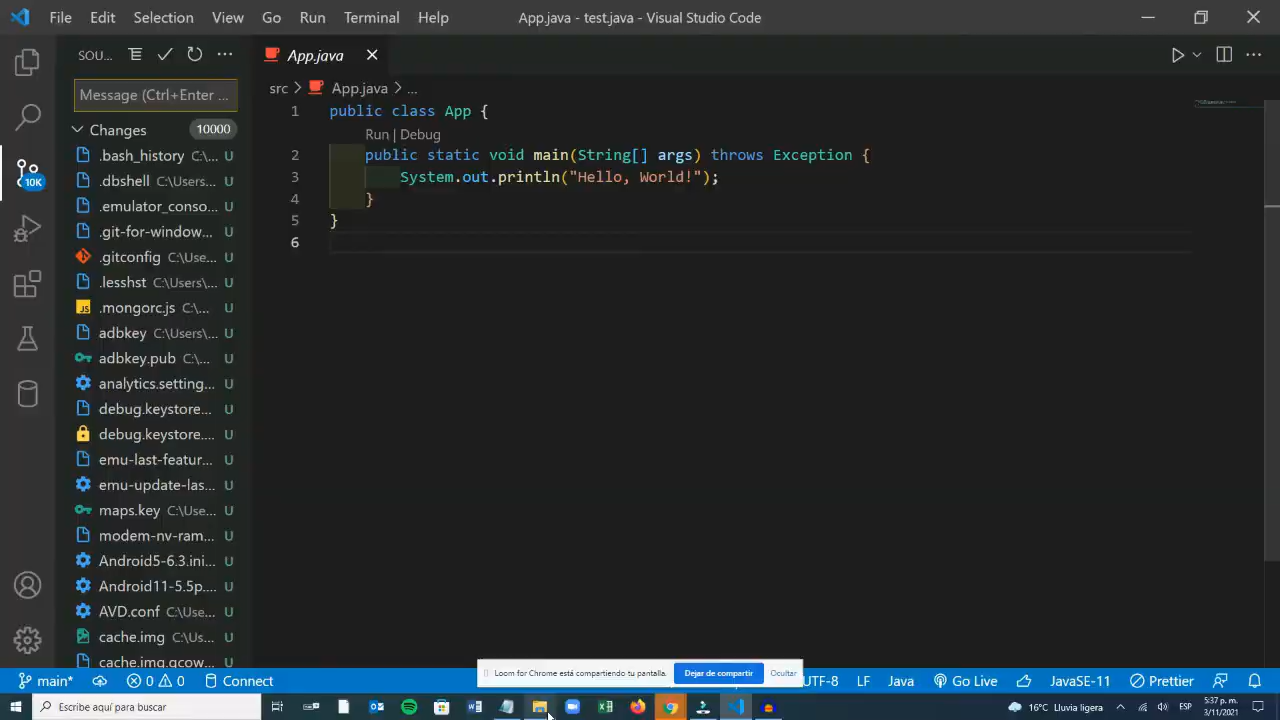 File Edit Selection View Go Run Terminal Help App.java - test.java - Visual Studio Code
SOU... App.java
src > App.java > ...
Message (Ctrl+Enter ...
Changes 10000
.bash_history C:\...  U
.dbshell C:\Users... U
.emulator_conso... U
.git-for-window... U
.gitconfig C:\Use... U
.lesshst C:\Users\... U
.mongorc.js C:\... U
adbkey C:\Users\... U
adbkey.pub C:\... U
analytics.setting... U
debug.keystore... U
debug.keystore.... U
emu-last-featur... U
emu-update-las... U
maps.key C:\Users... U
modem-nv-ram... U
Android5-6.3.ini... U
Android11-5.5p... U
AVD.conf C:\Use... U
cache.img C:\Us... U
cache.img.qcow...
10K
1 public class App {
Run | Debug
2 public static void main(String[] args) throws Exception {
3 System.out.println("Hello, World!");
4 }
5 }
6
Loom for Chrome está compartiendo tu pantalla. Dejar de compartir Ocultar
main* 0 0 Connect UTF-8 LF Java Go Live JavaSE-11 Prettier
Escribe aquí para buscar 16°C Lluvia ligera ESP 5:37 p. m.
3/11/2021